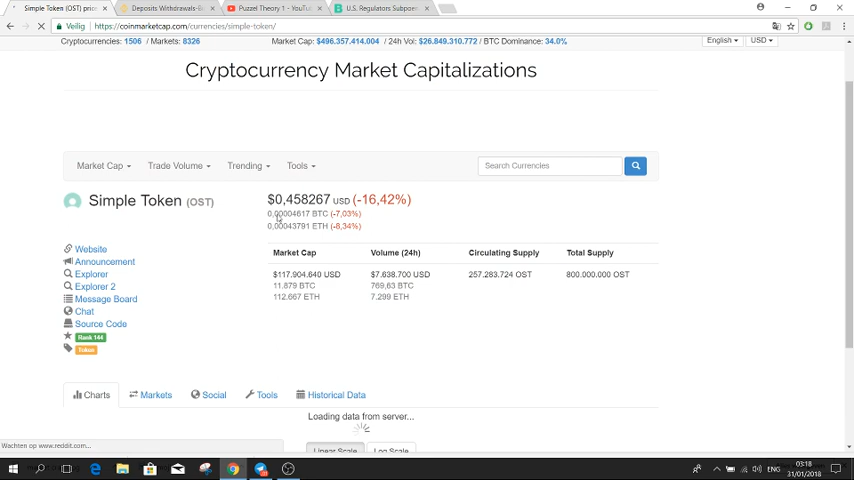 Simple Token (OST) price
Deposits Withdrawals-Bi
Puzzel Theory 1 - YouTu
U.S. Regulators Subpoen
Veilig
https://coinmarketcap.com/currencies/simple-token/
Cryptocurrencies: 1506 / Markets: 8326
Market Cap: $496.357.414.004 / 24h Vol: $26.849.310.772 / BTC Dominance: 34.0%
English
USD
Cryptocurrency Market Capitalizations
Market Cap
Trade Volume
Trending
Tools
Search Currencies
Simple Token (OST)
$0,458267 USD (-16,42%)
0,00004617 BTC (-7,03%)
0,00043791 ETH (-8,34%)
Website
Announcement
Explorer
Explorer 2
Message Board
Chat
Source Code
Rank 144
Token
Market Cap
Volume (24h)
Circulating Supply
Total Supply
$117.904.640 USD
$7.638.700 USD
257.283.724 OST
800.000.000 OST
11.879 BTC
769,63 BTC
112.667 ETH
7.299 ETH
Charts
Markets
Social
Tools
Historical Data
Loading data from server...
Linear Scale
Log Scale
Wachten op www.reddit.com...
ENG
03:18
31/01/2018